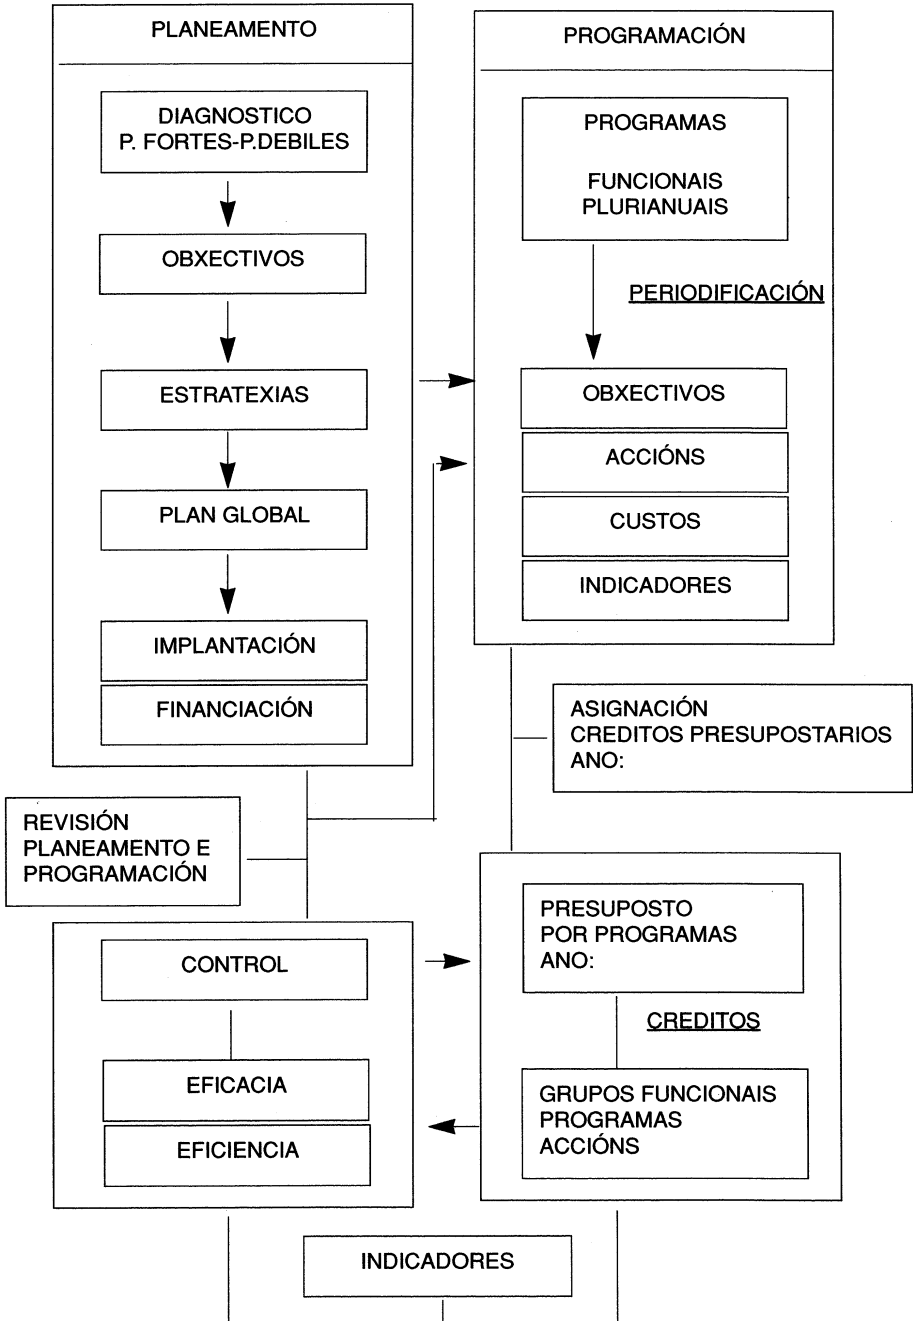 PLANEAMENTO
DIAGNOSTICO
P. FORTES-P.DEBILES
OBXECTIVOS
ESTRATEXIAS
PLAN GLOBAL
IMPLANTACIÓN
FINANCIACIÓN
PROGRAMACIÓN
PROGRAMAS
FUNCIONAIS
PLURIANUAIS
PERIODIFICACIÓN
OBXECTIVOS
ACCIÓNS
CUSTOS
INDICADORES
ASIGNACIÓN
CREDITOS PRESUPOSTARIOS
ANO:
REVISIÓN
PLANEAMENTO E
PROGRAMACIÓN
CONTROL
EFICACIA
EFICIENCIA
PRESUPOSTO
POR PROGRAMAS
ANO:
CREDITOS
GRUPOS FUNCIONAIS
PROGRAMAS
ACCIÓNS
INDICADORES